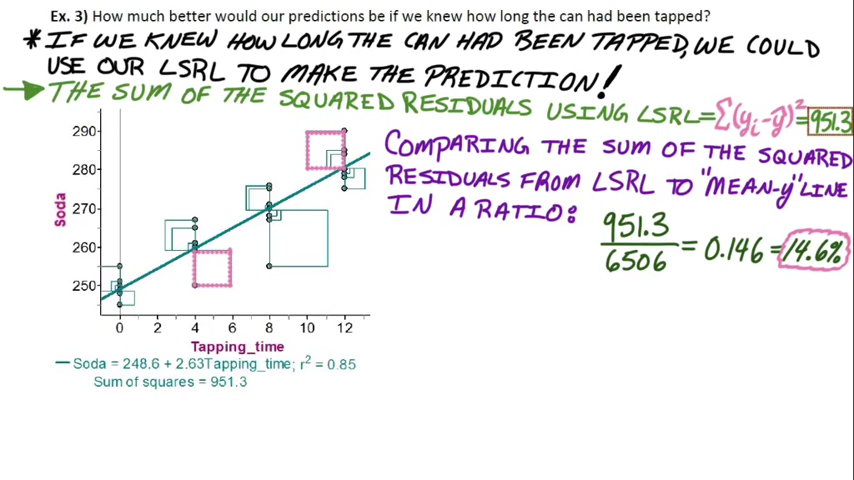 Ex. 3) How much better would our predictions be if we knew how long the can had been tapped?
* IF WE KNEW HOW LONG THE CAN HAD BEEN TAPPED, WE COULD
USE OUR LSRL TO MAKE THE PREDICTION!
→ THE SUM OF THE SQUARED RESIDUALS USING LSRL = Σ(yᵢ-ŷ)² = 951.3
COMPARING THE SUM OF THE SQUARED
RESIDUALS FROM LSRL TO "MEAN-y" LINE
IN A RATIO:
951.3
6506
= 0.146 = 14.6%
290
280
270
260
250
Soda
0 2 4 6 8 10 12
Tapping_time
Soda = 248.6 + 2.63Tapping_time; r² = 0.85
Sum of squares = 951.3